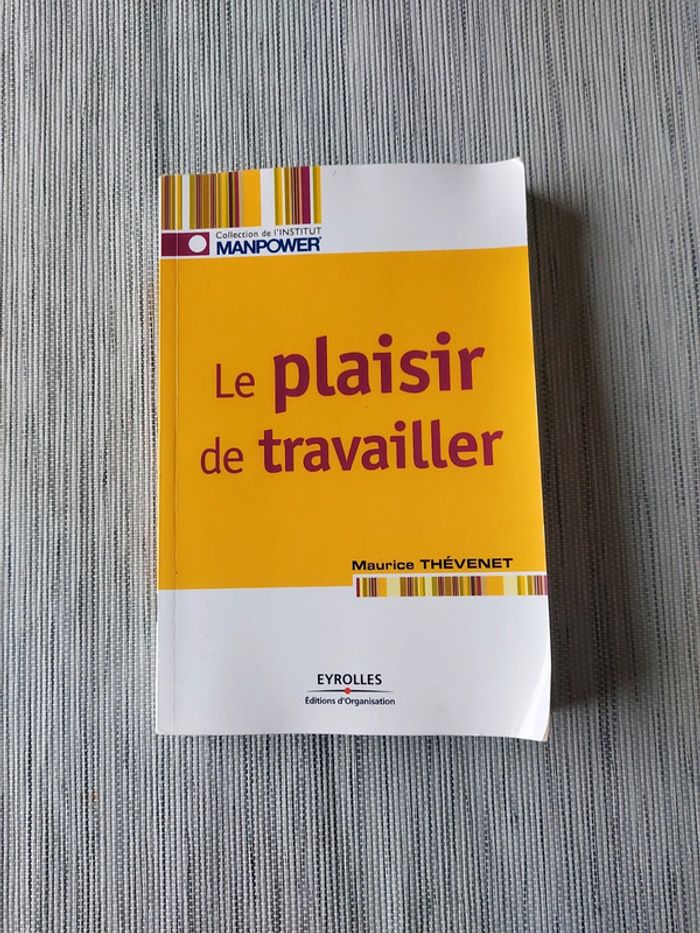 Collection de l'INSTITUT
MANPOWER
Le plaisir
de travailler
Maurice THÉVENET
EYROLLES
Éditions d'Organisation